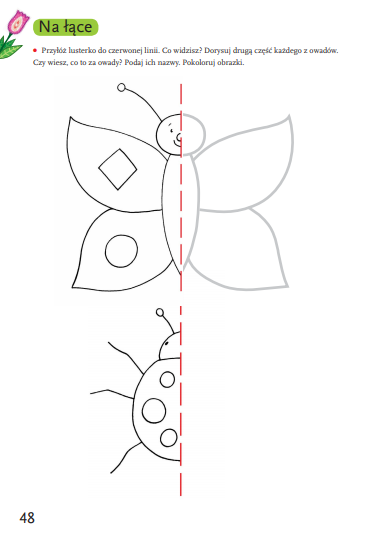 Na łące
• Przyłóż lusterko do czerwonej linii. Co widzisz? Dorysuj drugą część każdego z owadów.
Czy wiesz, co to za owady? Podaj ich nazwy. Pokoloruj obrazki.
48